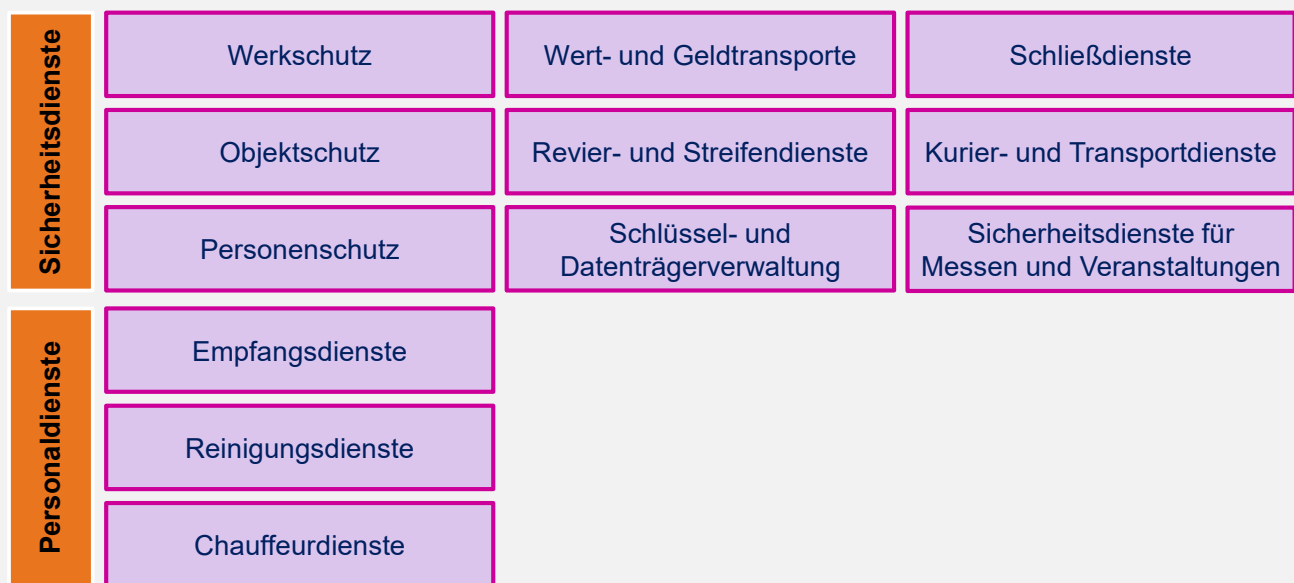 Sicherheitsdienste
Werkschutz
Wert- und Geldtransporte
Schließdienste
Objektschutz
Revier- und Streifendienste
Kurier- und Transportdienste
Personenschutz
Schlüssel- und
Datenträgerverwaltung
Sicherheitsdienste für
Messen und Veranstaltungen
Personaldienste
Empfangsdienste
Reinigungsdienste
Chauffeurdienste